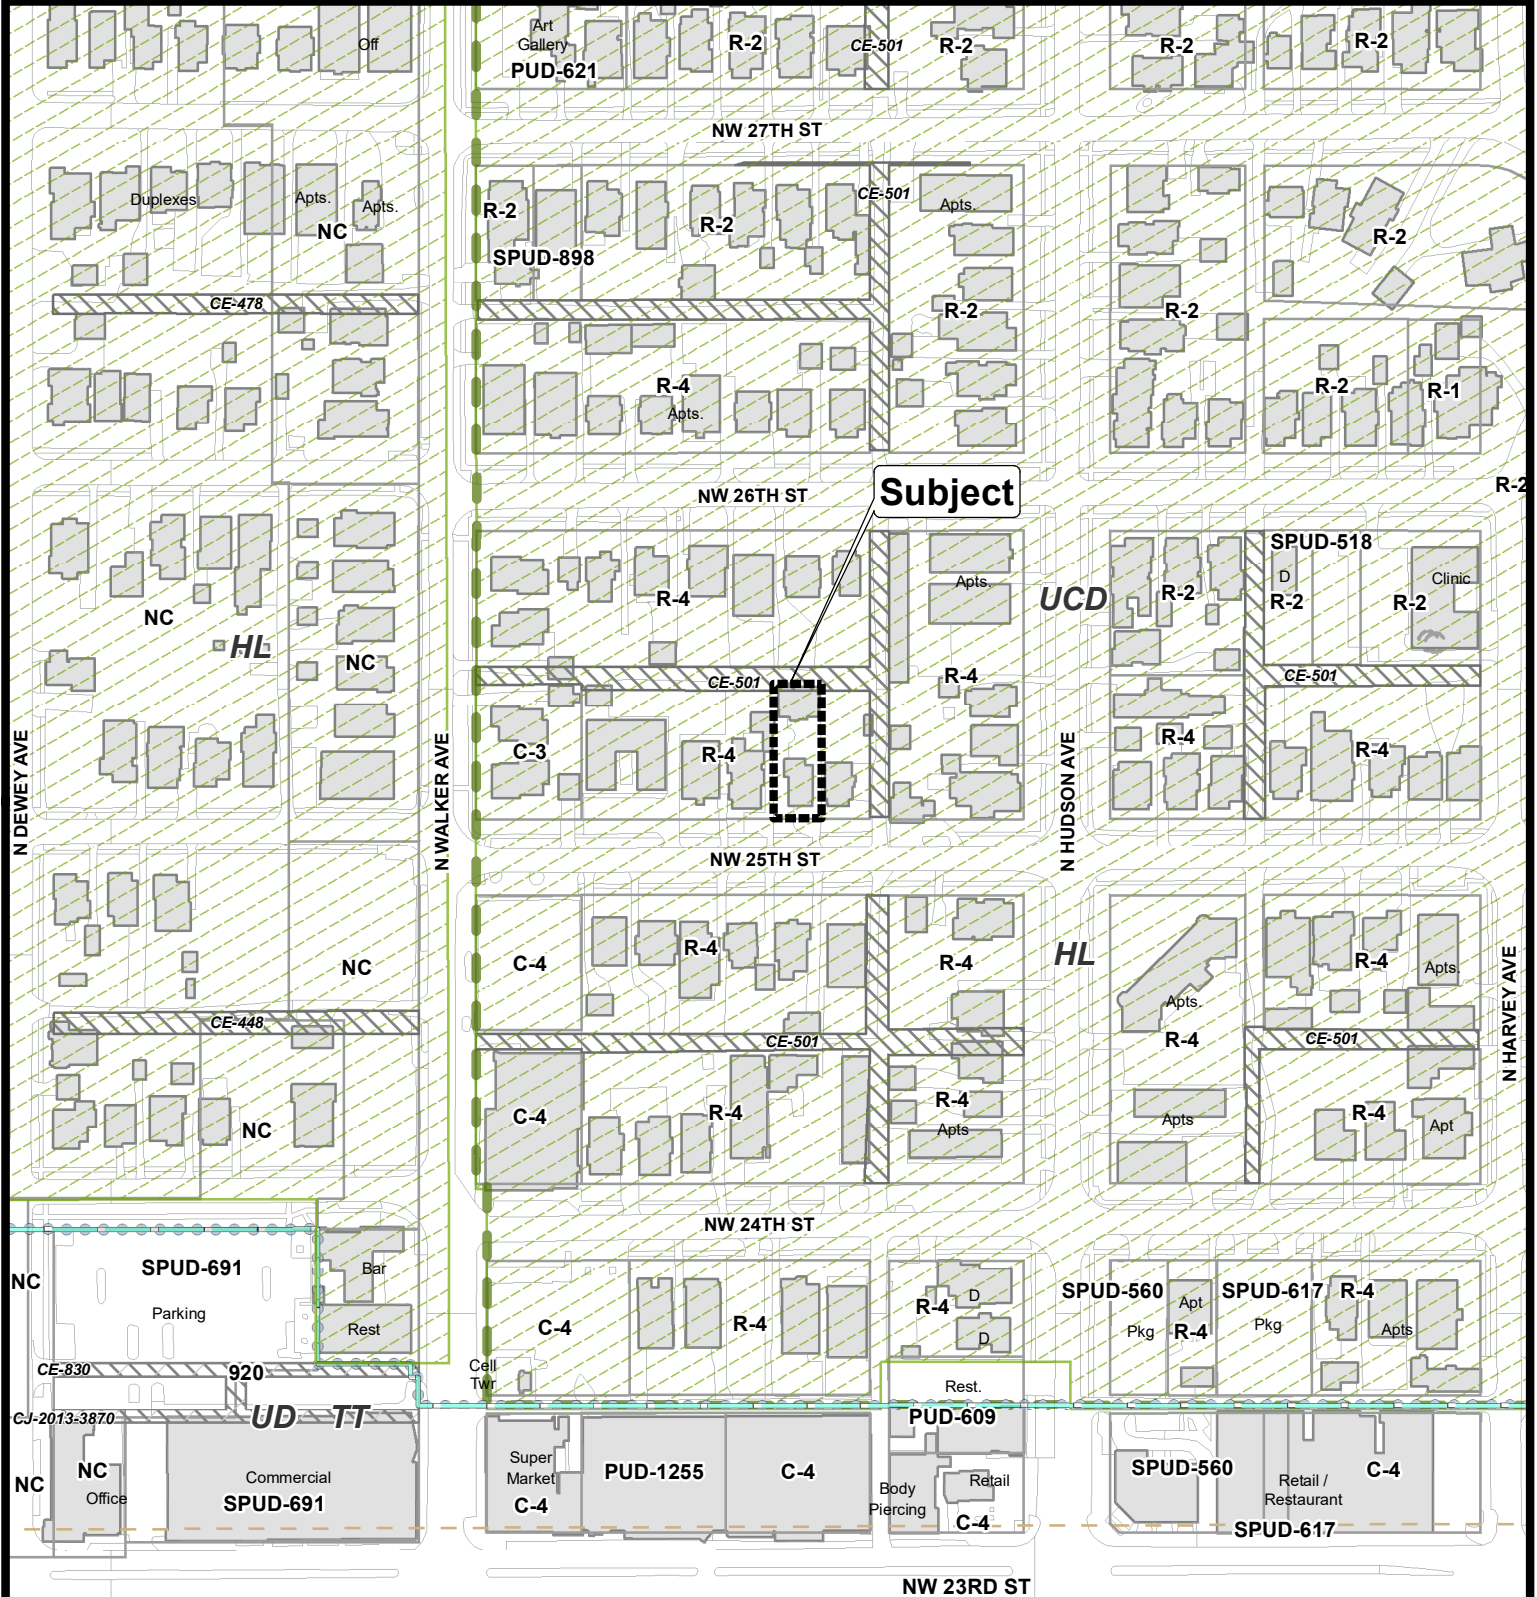 Off
Art
Gallery
PUD-621
R-2
CE-501
R-2
R-2
R-2
NW 27TH ST
Duplexes
Apts.
Apts.
NC
R-2
SPUD-898
R-2
CE-501
Apts.
R-2
R-2
R-2
CE-478
R-4
Apts.
R-2
R-1
NW 26TH ST
Subject
R-2
NC
HL
NC
R-4
Apts.
UCD
R-2
SPUD-518
D
R-2
R-2
Clinic
CE-501
R-4
CE-501
C-3
R-4
R-4
R-4
N DEWEY AVE
N WALKER AVE
N HUDSON AVE
NW 25TH ST
NC
C-4
R-4
R-4
HL
R-4
Apts.
Apts.
R-4
N HARVEY AVE
CE-448
CE-501
CE-501
NC
C-4
R-4
R-4
Apts
Apts
R-4
Apt
NW 24TH ST
NC
SPUD-691
Parking
Bar
Rest
C-4
R-4
R-4
D
D
SPUD-560
Pkg
Apt
R-4
SPUD-617
Pkg
R-4
Apts
CE-830
920
Cell
Twr
Rest.
PUD-609
CJ-2013-3870
UD TT
NC
NC
Office
Commercial
SPUD-691
Super
Market
C-4
PUD-1255
C-4
Body
Piercing
Retail
C-4
SPUD-560
Retail /
Restaurant
C-4
SPUD-617
NW 23RD ST